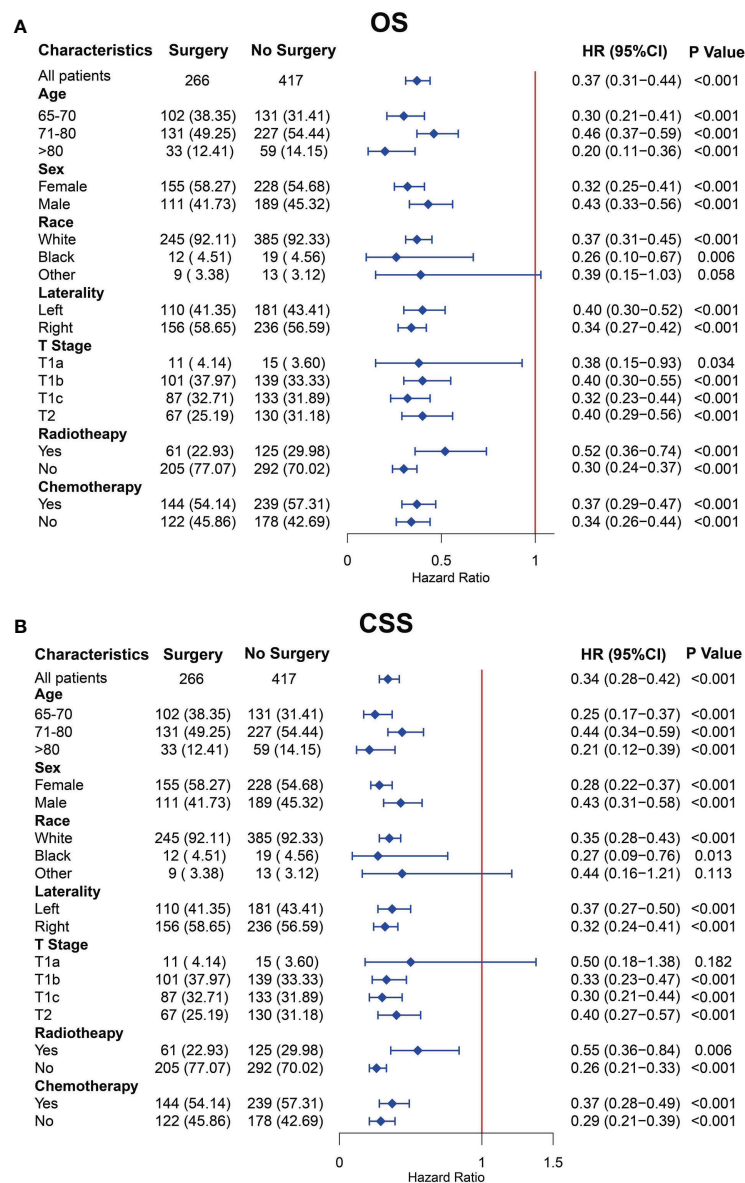 A
OS
Characteristics Surgery No Surgery HR (95%CI) P Value
All patients 266 417 0.37 (0.31−0.44) <0.001
Age
65-70 102 (38.35) 131 (31.41) 0.30 (0.21−0.41) <0.001
71-80 131 (49.25) 227 (54.44) 0.46 (0.37−0.59) <0.001
>80 33 (12.41) 59 (14.15) 0.20 (0.11−0.36) <0.001
Sex
Female 155 (58.27) 228 (54.68) 0.32 (0.25−0.41) <0.001
Male 111 (41.73) 189 (45.32) 0.43 (0.33−0.56) <0.001
Race
White 245 (92.11) 385 (92.33) 0.37 (0.31−0.45) <0.001
Black 12 ( 4.51) 19 ( 4.56) 0.26 (0.10−0.67) 0.006
Other 9 ( 3.38) 13 ( 3.12) 0.39 (0.15−1.03) 0.058
Laterality
Left 110 (41.35) 181 (43.41) 0.40 (0.30−0.52) <0.001
Right 156 (58.65) 236 (56.59) 0.34 (0.27−0.42) <0.001
T Stage
T1a 11 ( 4.14) 15 ( 3.60) 0.38 (0.15−0.93) 0.034
T1b 101 (37.97) 139 (33.33) 0.40 (0.30−0.55) <0.001
T1c 87 (32.71) 133 (31.89) 0.32 (0.23−0.44) <0.001
T2 67 (25.19) 130 (31.18) 0.40 (0.29−0.56) <0.001
Radiotheapy
Yes 61 (22.93) 125 (29.98) 0.52 (0.36−0.74) <0.001
No 205 (77.07) 292 (70.02) 0.30 (0.24−0.37) <0.001
Chemotherapy
Yes 144 (54.14) 239 (57.31) 0.37 (0.29−0.47) <0.001
No 122 (45.86) 178 (42.69) 0.34 (0.26−0.44) <0.001
0 0.5 1
Hazard Ratio
B
CSS
Characteristics Surgery No Surgery HR (95%CI) P Value
All patients 266 417 0.34 (0.28−0.42) <0.001
Age
65-70 102 (38.35) 131 (31.41) 0.25 (0.17−0.37) <0.001
71-80 131 (49.25) 227 (54.44) 0.44 (0.34−0.59) <0.001
>80 33 (12.41) 59 (14.15) 0.21 (0.12−0.39) <0.001
Sex
Female 155 (58.27) 228 (54.68) 0.28 (0.22−0.37) <0.001
Male 111 (41.73) 189 (45.32) 0.43 (0.31−0.58) <0.001
Race
White 245 (92.11) 385 (92.33) 0.35 (0.28−0.43) <0.001
Black 12 ( 4.51) 19 ( 4.56) 0.27 (0.09−0.76) 0.013
Other 9 ( 3.38) 13 ( 3.12) 0.44 (0.16−1.21) 0.113
Laterality
Left 110 (41.35) 181 (43.41) 0.37 (0.27−0.50) <0.001
Right 156 (58.65) 236 (56.59) 0.32 (0.24−0.41) <0.001
T Stage
T1a 11 ( 4.14) 15 ( 3.60) 0.50 (0.18−1.38) 0.182
T1b 101 (37.97) 139 (33.33) 0.33 (0.23−0.47) <0.001
T1c 87 (32.71) 133 (31.89) 0.30 (0.21−0.44) <0.001
T2 67 (25.19) 130 (31.18) 0.40 (0.27−0.57) <0.001
Radiotheapy
Yes 61 (22.93) 125 (29.98) 0.55 (0.36−0.84) 0.006
No 205 (77.07) 292 (70.02) 0.26 (0.21−0.33) <0.001
Chemotherapy
Yes 144 (54.14) 239 (57.31) 0.37 (0.28−0.49) <0.001
No 122 (45.86) 178 (42.69) 0.29 (0.21−0.39) <0.001
0 1 1.5
Hazard Ratio